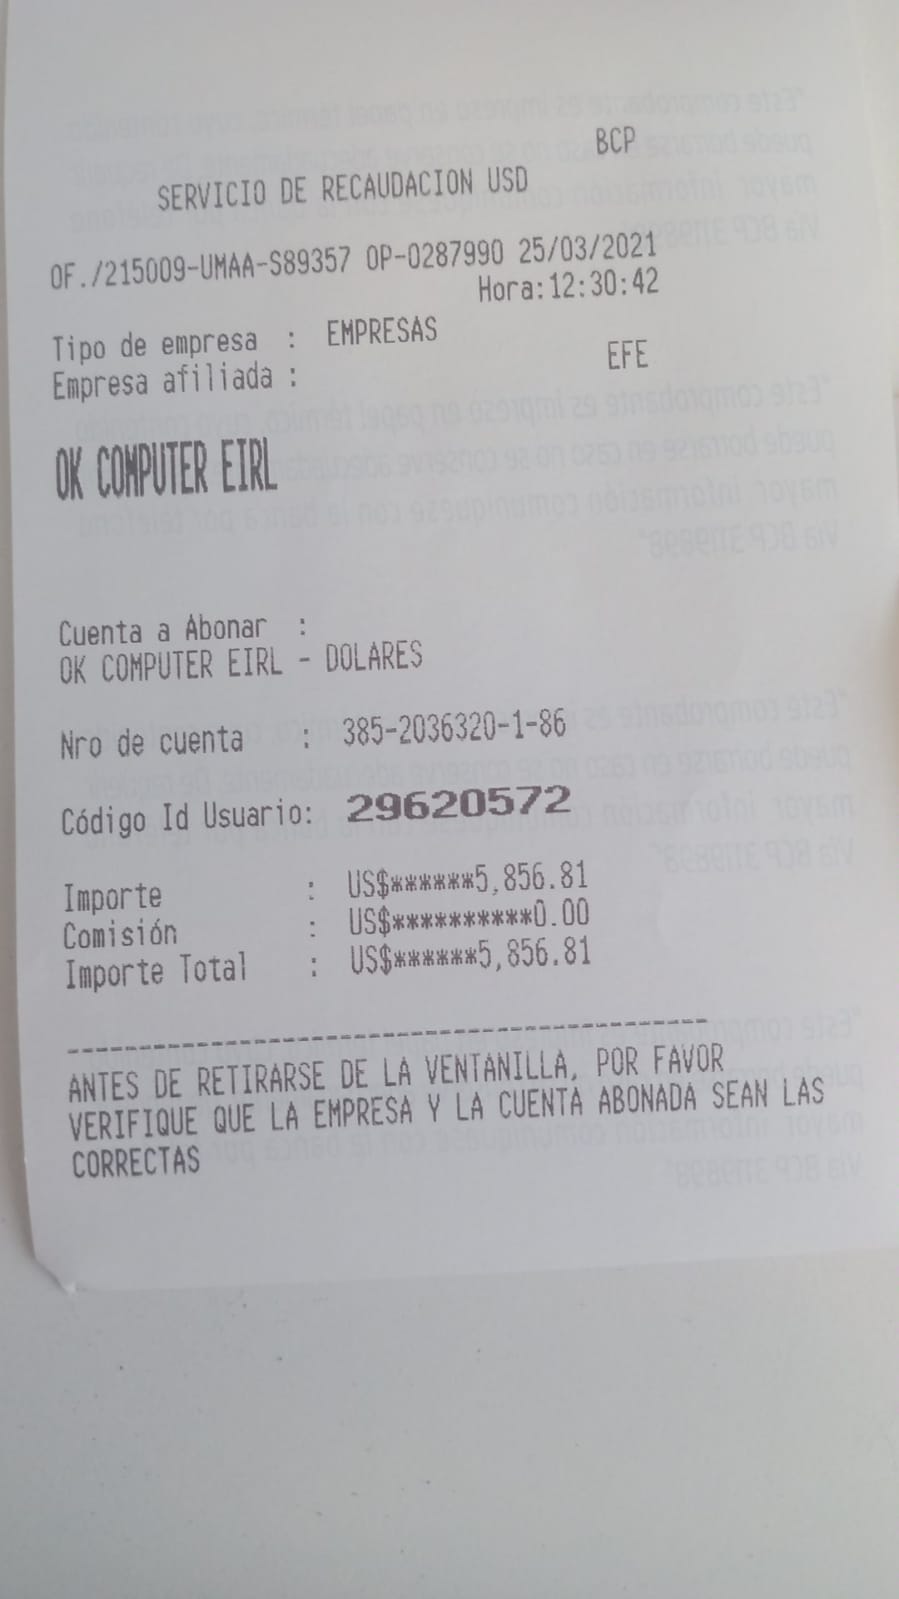 BCP
SERVICIO DE RECAUDACION USD
OF./215009-UMAA-S89357 OP-0287990 25/03/2021
Hora:12:30:42
Tipo de empresa : EMPRESAS
Empresa afiliada : EFE
OK COMPUTER EIRL
Cuenta a Abonar :
OK COMPUTER EIRL - DOLARES
Nro de cuenta : 385-2036320-1-86
Código Id Usuario: 29620572
Importe : US$******5,856.81
Comisión : US$**********0.00
Importe Total : US$******5,856.81
----------------------------------------------
ANTES DE RETIRARSE DE LA VENTANILLA, POR FAVOR
VERIFIQUE QUE LA EMPRESA Y LA CUENTA ABONADA SEAN LAS
CORRECTAS